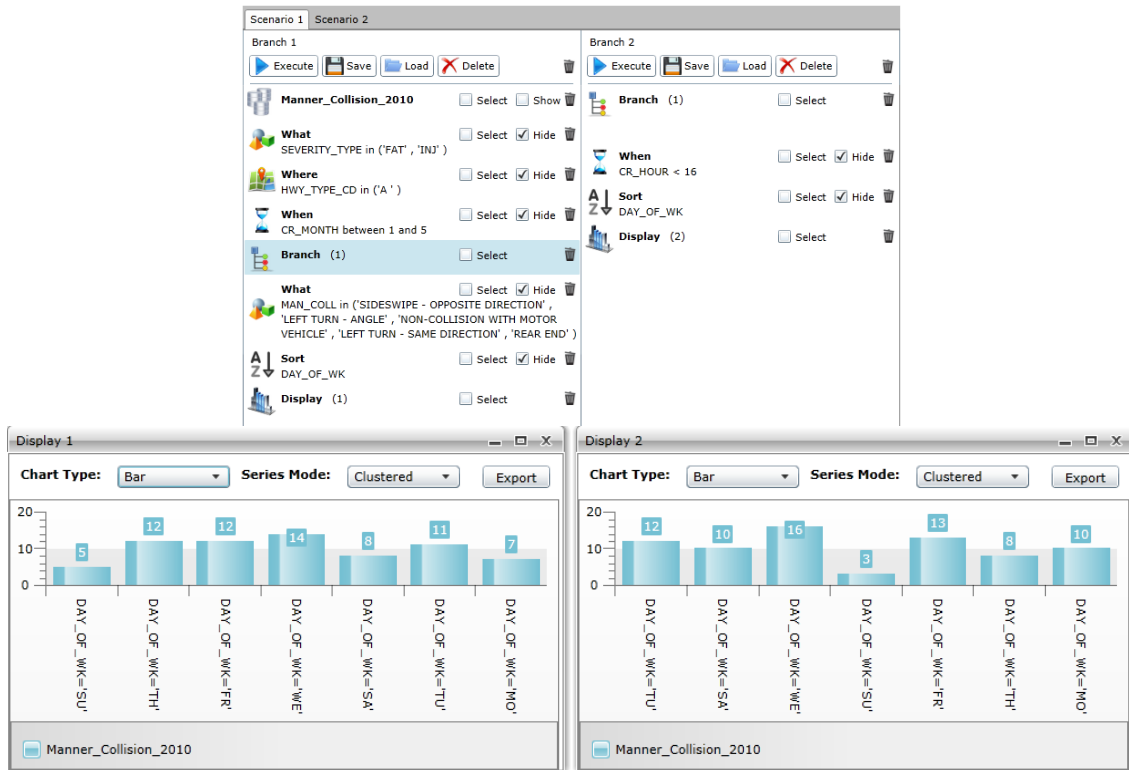 Scenario 1 Scenario 2
Branch 1
Execute Save Load Delete
Manner_Collision_2010 Select Show
What Select Hide
SEVERITY_TYPE in ('FAT' , 'INJ' )
Where Select Hide
HWY_TYPE_CD in ('A ' )
When Select Hide
CR_MONTH between 1 and 5
Branch (1) Select
What Select Hide
MAN_COLL in ('SIDESWIPE - OPPOSITE DIRECTION' ,
'LEFT TURN - ANGLE' , 'NON-COLLISION WITH MOTOR
VEHICLE' , 'LEFT TURN - SAME DIRECTION' , 'REAR END' )
A Sort Select Hide
Z DAY_OF_WK
Display (1) Select
Branch 2
Execute Save Load Delete
Branch (1) Select
When Select Hide
CR_HOUR < 16
A Sort Select Hide
Z DAY_OF_WK
Display (2) Select
Display 1
Chart Type: Bar Series Mode: Clustered Export
20
10
0
5 12 12 14 8 11 7
DAY_OF_WK='SU'
DAY_OF_WK='TH'
DAY_OF_WK='FR'
DAY_OF_WK='WE'
DAY_OF_WK='SA'
DAY_OF_WK='TU'
DAY_OF_WK='MO'
Manner_Collision_2010
Display 2
Chart Type: Bar Series Mode: Clustered Export
20
10
0
12 10 16 3 13 8 10
DAY_OF_WK='TU'
DAY_OF_WK='SA'
DAY_OF_WK='WE'
DAY_OF_WK='SU'
DAY_OF_WK='FR'
DAY_OF_WK='TH'
DAY_OF_WK='MO'
Manner_Collision_2010